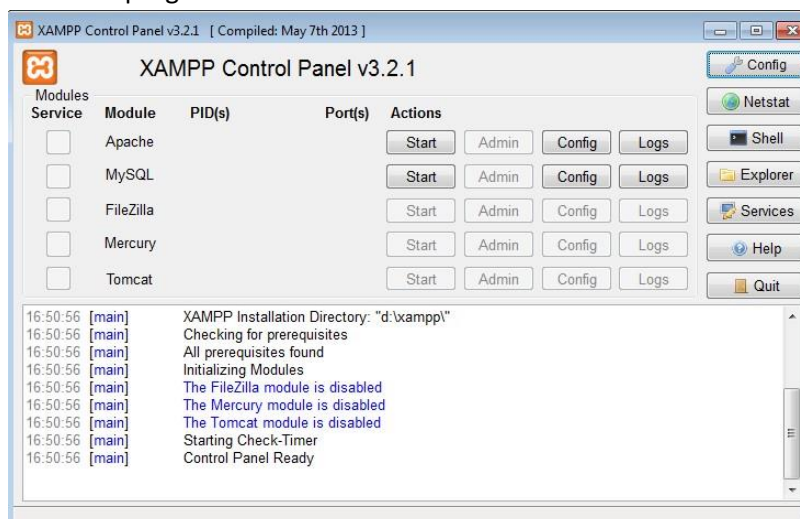 XAMPP Control Panel v3.2.1 [ Compiled: May 7th 2013 ]
XAMPP Control Panel v3.2.1
Config
Modules
Service Module PID(s) Port(s) Actions
Netstat
Apache Start Admin Config Logs
Shell
MySQL Start Admin Config Logs
Explorer
FileZilla Start Admin Config Logs
Services
Mercury Start Admin Config Logs
Help
Tomcat Start Admin Config Logs
Quit
16:50:56 [main] XAMPP Installation Directory: "d:\xampp\"
16:50:56 [main] Checking for prerequisites
16:50:56 [main] All prerequisites found
16:50:56 [main] Initializing Modules
16:50:56 [main] The FileZilla module is disabled
16:50:56 [main] The Mercury module is disabled
16:50:56 [main] The Tomcat module is disabled
16:50:56 [main] Starting Check-Timer
16:50:56 [main] Control Panel Ready